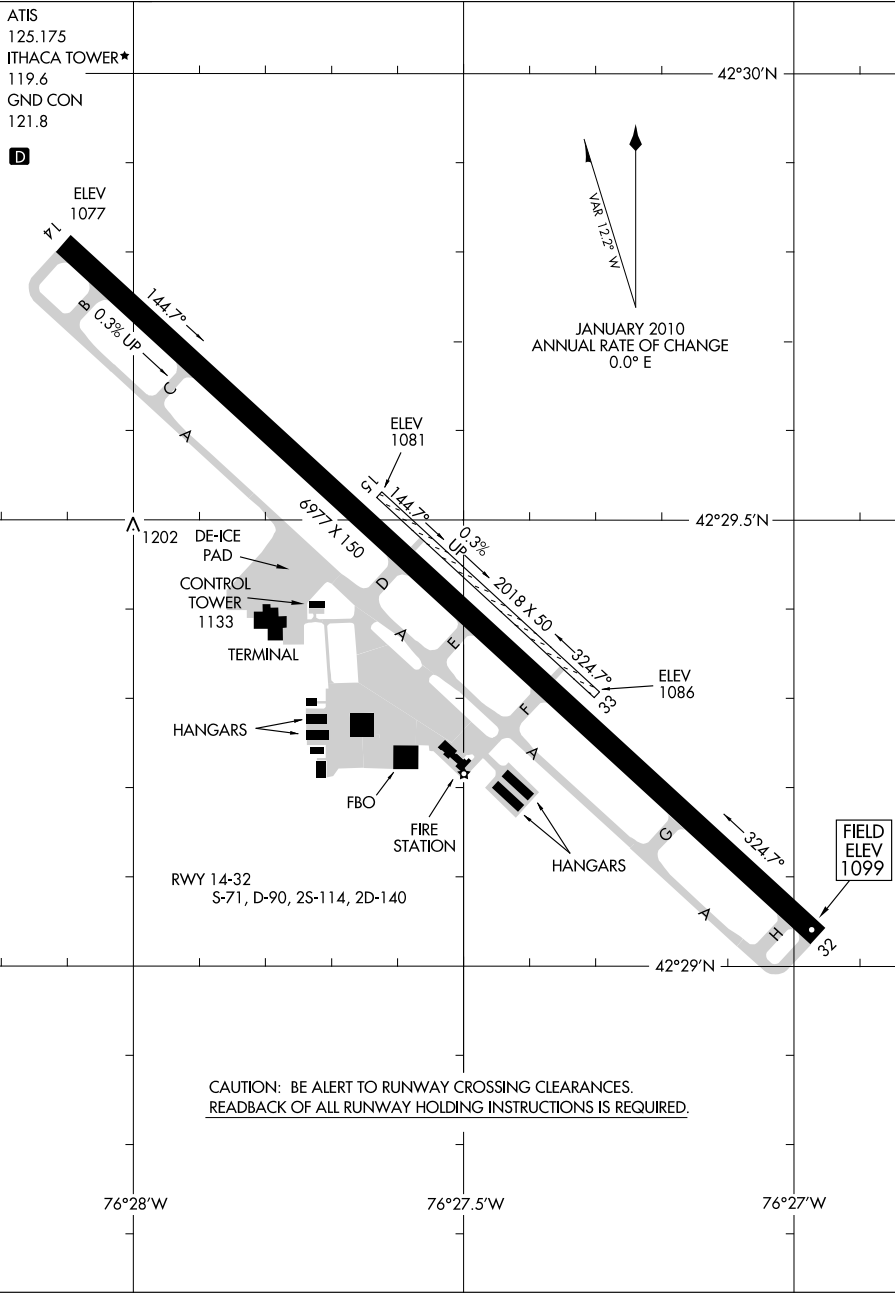 ATIS
125.175
ITHACA TOWER★
119.6
GND CON
121.8
D
42°30'N
ELEV
1077
14
VAR 12.2° W
JANUARY 2010
ANNUAL RATE OF CHANGE
0.0° E
144.7°
B
0.3% UP
C
A
ELEV
1081
15
144.7°
0.3%
UP
2018 X 50
324.7°
33
ELEV
1086
6977 X 150
42°29.5'N
1202
DE-ICE
PAD
CONTROL
TOWER
1133
TERMINAL
D
A
E
F
A
HANGARS
FBO
FIRE
STATION
HANGARS
G
324.7°
FIELD
ELEV
1099
A
H
32
RWY 14-32
S-71, D-90, 2S-114, 2D-140
42°29'N
CAUTION: BE ALERT TO RUNWAY CROSSING CLEARANCES.
READBACK OF ALL RUNWAY HOLDING INSTRUCTIONS IS REQUIRED.
76°28'W
76°27.5'W
76°27'W